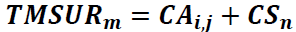 TMSUR_m = CA_{i,j} + CS_n